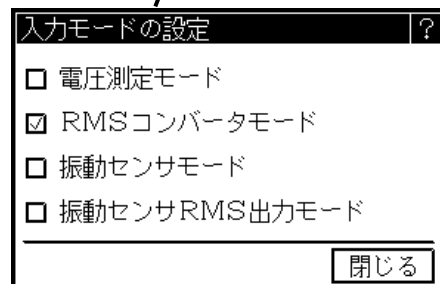 入力モードの設定 ?
電圧測定モード
RMSコンバータモード
振動センサモード
振動センサRMS出力モード
閉じる